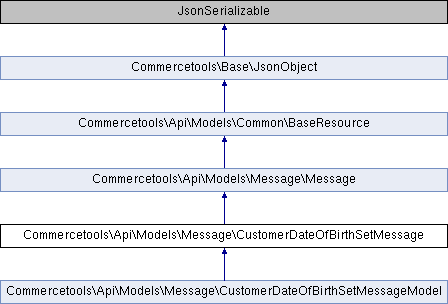 JsonSerializable
Commercetools\Base\JsonObject
Commercetools\Api\Models\Common\BaseResource
Commercetools\Api\Models\Message\Message
Commercetools\Api\Models\Message\CustomerDateOfBirthSetMessage
Commercetools\Api\Models\Message\CustomerDateOfBirthSetMessageModel